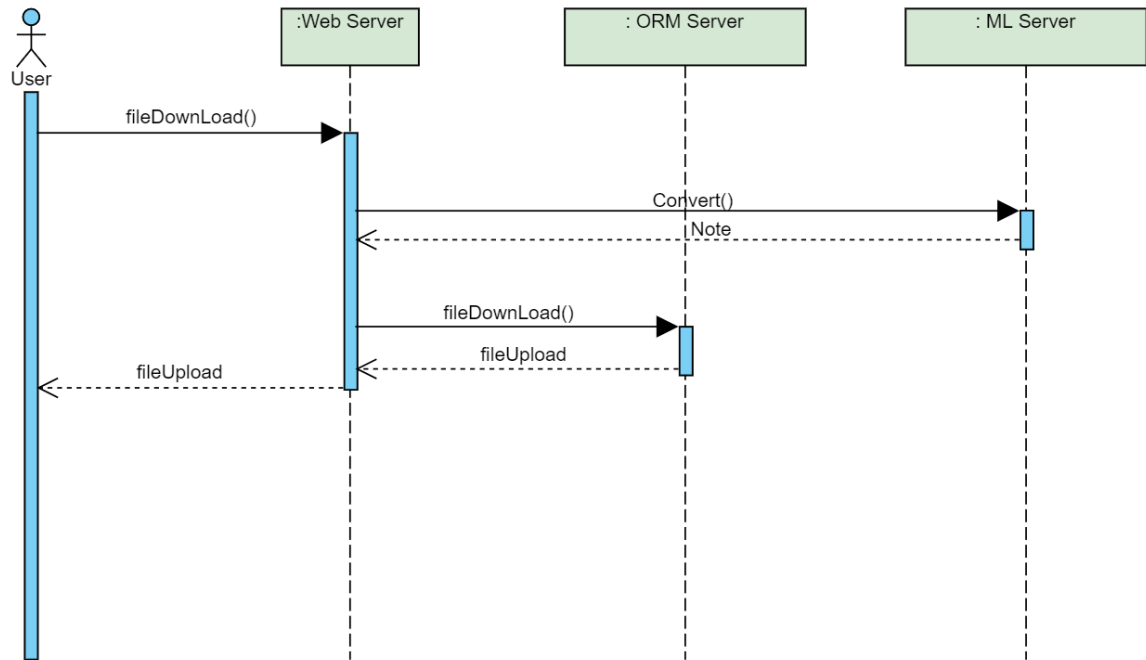 :Web Server
: ORM Server
: ML Server
User
fileDownLoad()
Convert()
Note
fileDownLoad()
fileUpload
fileUpload